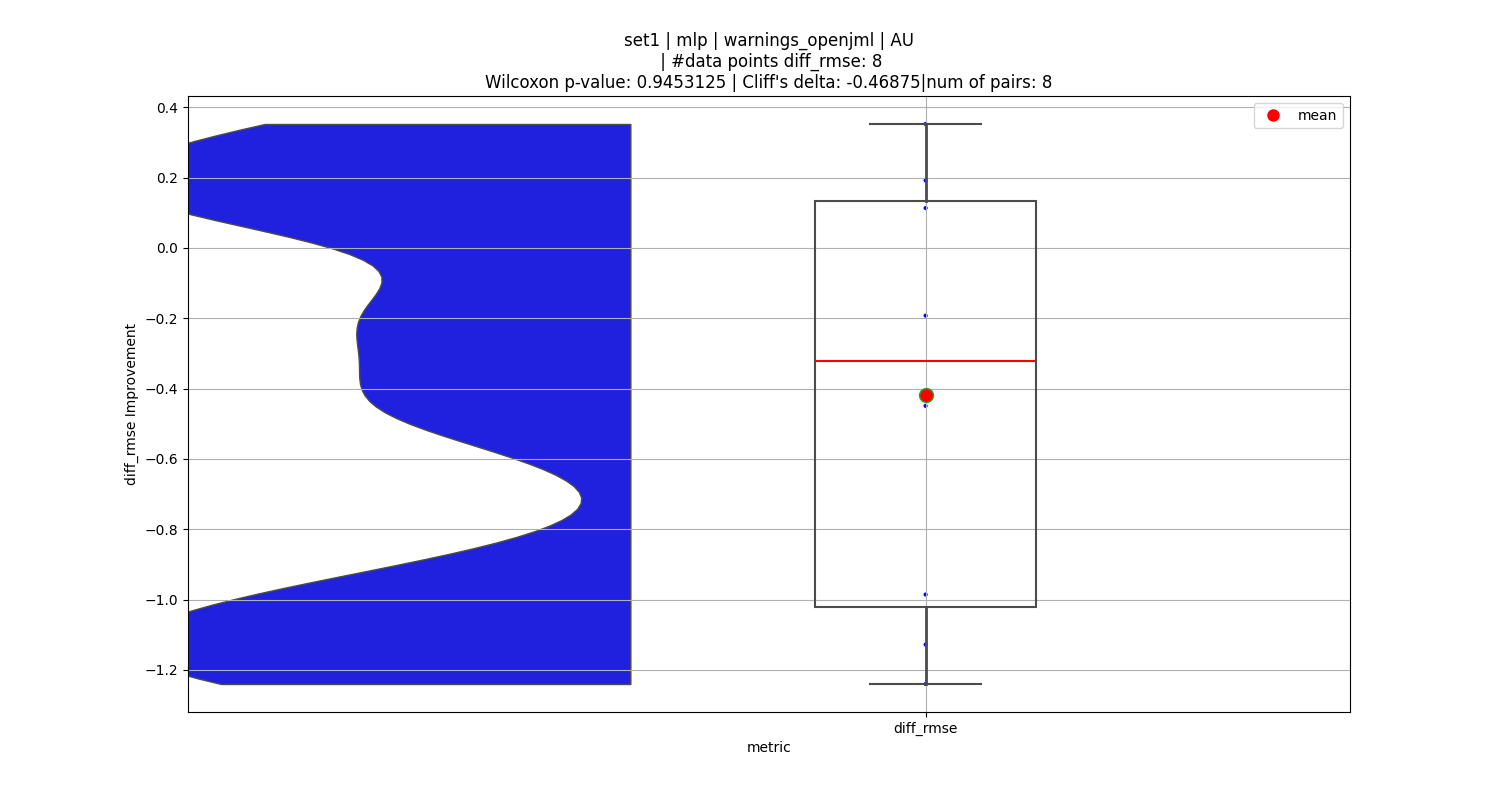 set1 | mlp | warnings_openjml | AU
| #data points diff_rmse: 8
Wilcoxon p-value: 0.9453125 | Cliff's delta: -0.46875|num of pairs: 8
mean
0.4
0.2
0.0
−0.2
−0.4
−0.6
−0.8
−1.0
−1.2
diff_rmse Improvement
diff_rmse
metric